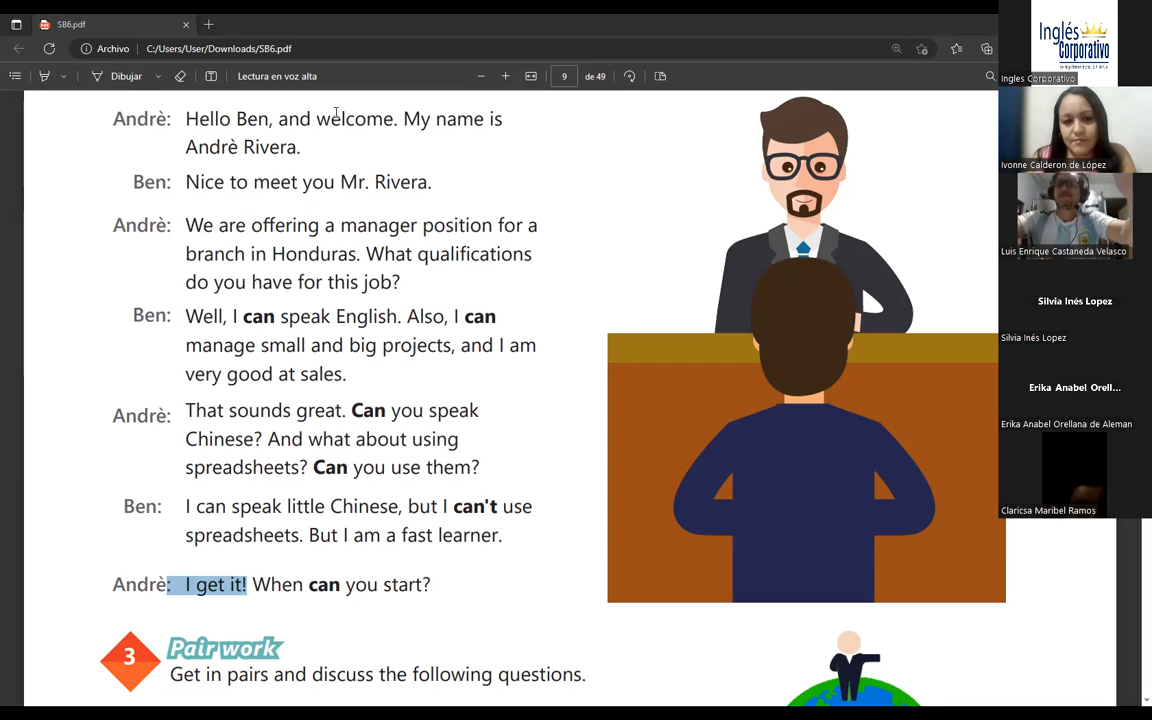 SB6.pdf
Archivo
C:/Users/User/Downloads/SB6.pdf
Dibujar
Lectura en voz alta
9
de 49
Andrè: Hello Ben, and welcome. My name is
Andrè Rivera.
Ben: Nice to meet you Mr. Rivera.
Andrè: We are offering a manager position for a
branch in Honduras. What qualifications
do you have for this job?
Ben: Well, I can speak English. Also, I can
manage small and big projects, and I am
very good at sales.
Andrè: That sounds great. Can you speak
Chinese? And what about using
spreadsheets? Can you use them?
Ben: I can speak little Chinese, but I can't use
spreadsheets. But I am a fast learner.
Andrè: I get it! When can you start?
3
Pair work
Get in pairs and discuss the following questions.
Inglés
Corporativo
Ingles Corporativo
Ivonne Calderon de López
Luis Enrique Castaneda Velasco
Silvia Inés Lopez
Silvia Inés Lopez
Erika Anabel Orell...
Erika Anabel Orellana de Aleman
Claricsa Maribel Ramos